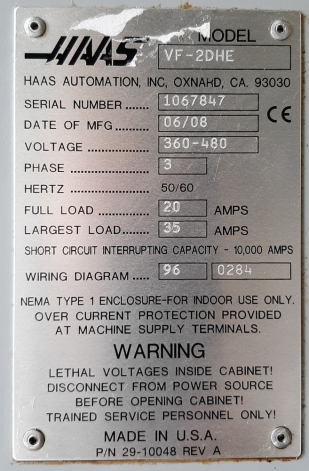 MODEL
HAAS VF-2DHE
HAAS AUTOMATION, INC, OXNAHD, CA. 93030
SERIAL NUMBER ...... 1067847
DATE OF MFG ........ 06/08 CE
VOLTAGE ............ 360-480
PHASE .............. 3
HERTZ .............. 50/60
FULL LOAD .......... 20 AMPS
LARGEST LOAD....... 35 AMPS
SHORT CIRCUIT INTERRUPTING CAPACITY - 10,000 AMPS
WIRING DIAGRAM ..... 96 0284
NEMA TYPE 1 ENCLOSURE-FOR INDOOR USE ONLY.
OVER CURRENT PROTECTION PROVIDED
AT MACHINE SUPPLY TERMINALS.
WARNING
LETHAL VOLTAGES INSIDE CABINET!
DISCONNECT FROM POWER SOURCE
BEFORE OPENING CABINET!
TRAINED SERVICE PERSONNEL ONLY!
MADE IN U.S.A.
P/N 29-10048 REV A